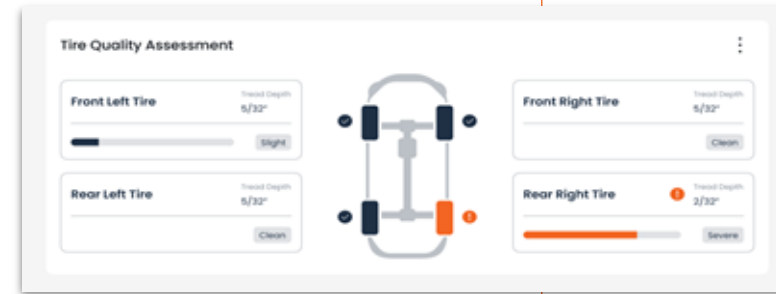 Tire Quality Assessment
Front Left Tire
Tread Depth
5/32"
Slight
Front Right Tire
Tread Depth
5/32"
Clean
Rear Left Tire
Tread Depth
5/32"
Clean
Rear Right Tire
Tread Depth
2/32"
Severe